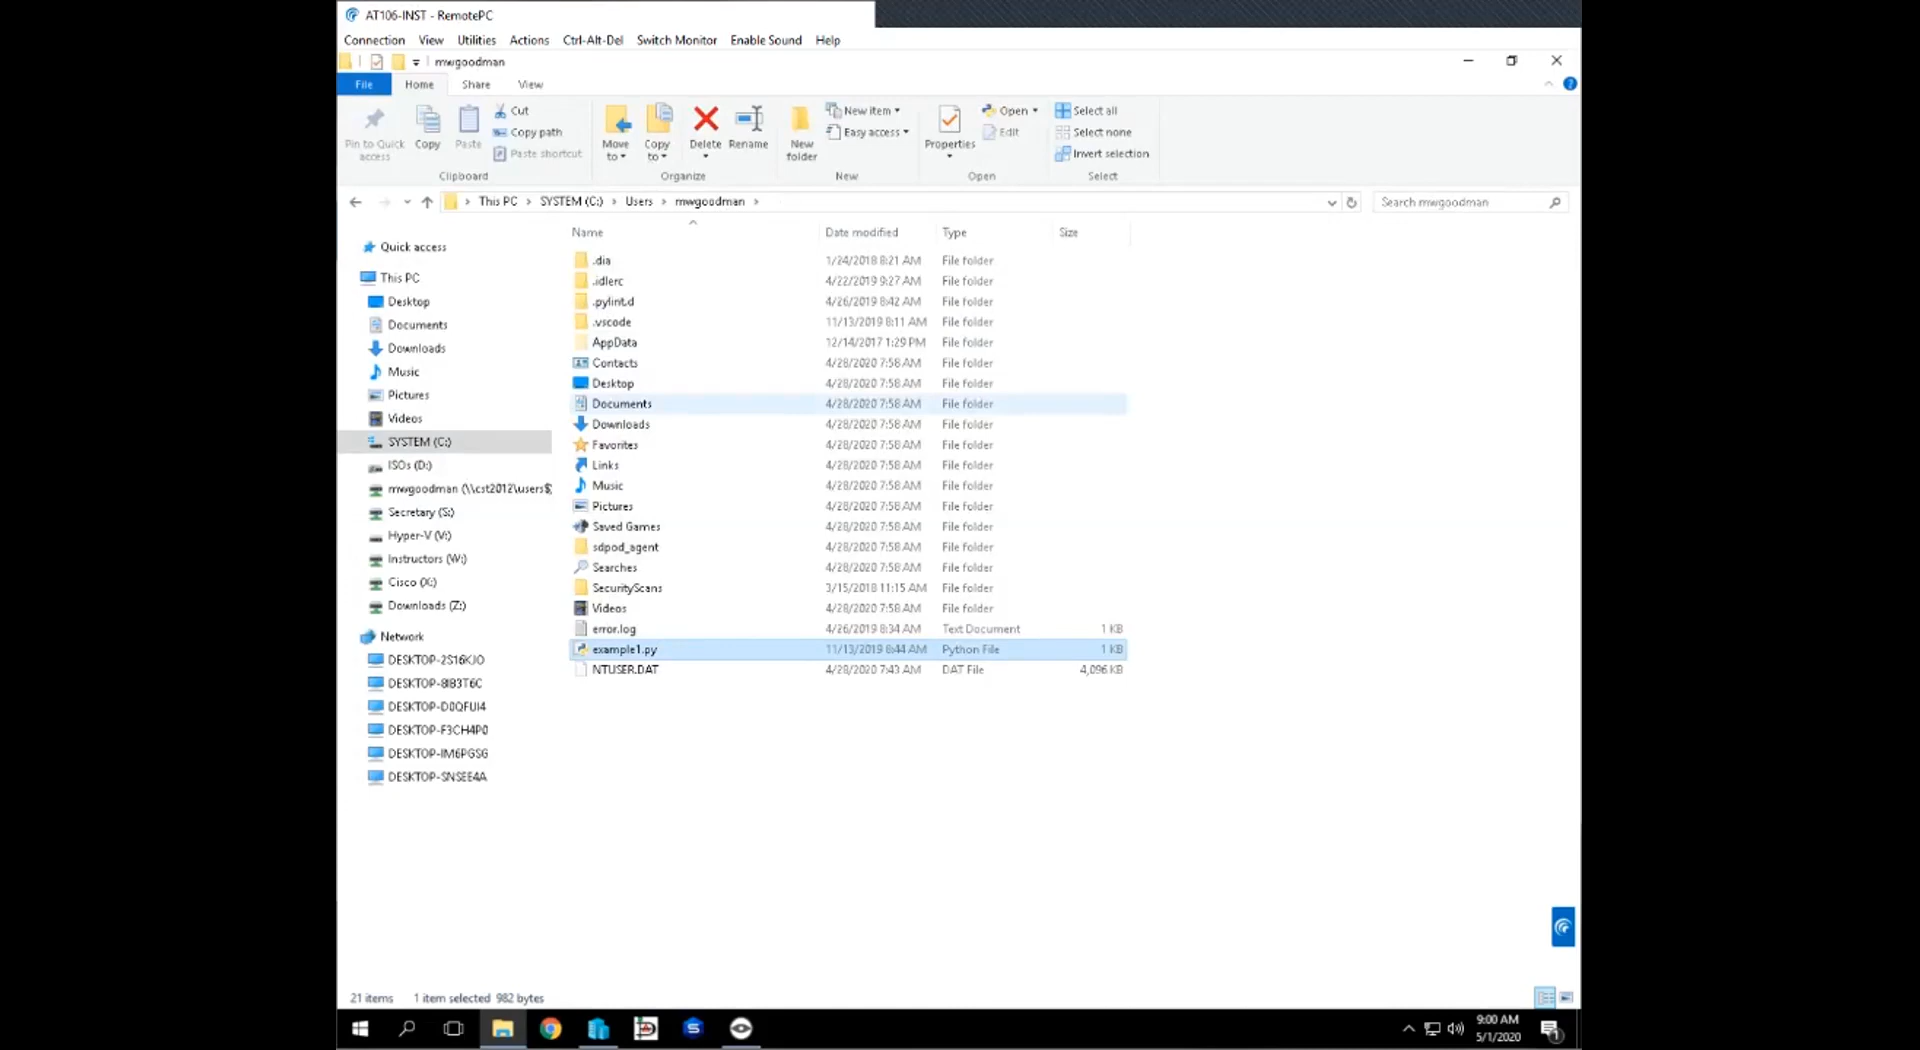 AT106-INST - RemotePC
Connection View Utilities Actions Ctrl-Alt-Del Switch Monitor Enable Sound Help
mwgoodman
File Home Share View
Pin to Quick access
Copy
Paste
Cut
Copy path
Paste shortcut
Move to
Copy to
Delete
Rename
New folder
New item
Easy access
Properties
Open
Edit
Select all
Select none
Invert selection
Clipboard Organize New Open Select
This PC > SYSTEM (C:) > Users > mwgoodman >
Search mwgoodman
Name Date modified Type Size
Quick access
This PC
Desktop
Documents
Downloads
Music
Pictures
Videos
SYSTEM (C:)
ISOs (D:)
mwgoodman (\\cst2012\users$
Secretary (S:)
Hyper-V (V:)
Instructors (W:)
Cisco (X:)
Downloads (Z:)
Network
DESKTOP-2S16KJO
DESKTOP-8IB3T6C
DESKTOP-D0QFUI4
DESKTOP-F3CH4P0
DESKTOP-IM6PGSG
DESKTOP-SNSEE4A
.dia 1/24/2018 8:21 AM File folder
.idlerc 4/22/2019 9:27 AM File folder
.pylint.d 4/26/2019 8:42 AM File folder
.vscode 11/13/2019 8:11 AM File folder
AppData 12/14/2017 1:29 PM File folder
Contacts 4/28/2020 7:58 AM File folder
Desktop 4/28/2020 7:58 AM File folder
Documents 4/28/2020 7:58 AM File folder
Downloads 4/28/2020 7:58 AM File folder
Favorites 4/28/2020 7:58 AM File folder
Links 4/28/2020 7:58 AM File folder
Music 4/28/2020 7:58 AM File folder
Pictures 4/28/2020 7:58 AM File folder
Saved Games 4/28/2020 7:58 AM File folder
sdpod_agent 4/28/2020 7:58 AM File folder
Searches 4/28/2020 7:58 AM File folder
SecurityScans 3/15/2018 11:15 AM File folder
Videos 4/28/2020 7:58 AM File folder
error.log 4/26/2019 8:34 AM Text Document 1 KB
example1.py 11/13/2019 8:44 AM Python File 1 KB
NTUSER.DAT 4/28/2020 7:43 AM DAT File 4,096 KB
21 items 1 item selected 982 bytes
9:00 AM
5/1/2020
1